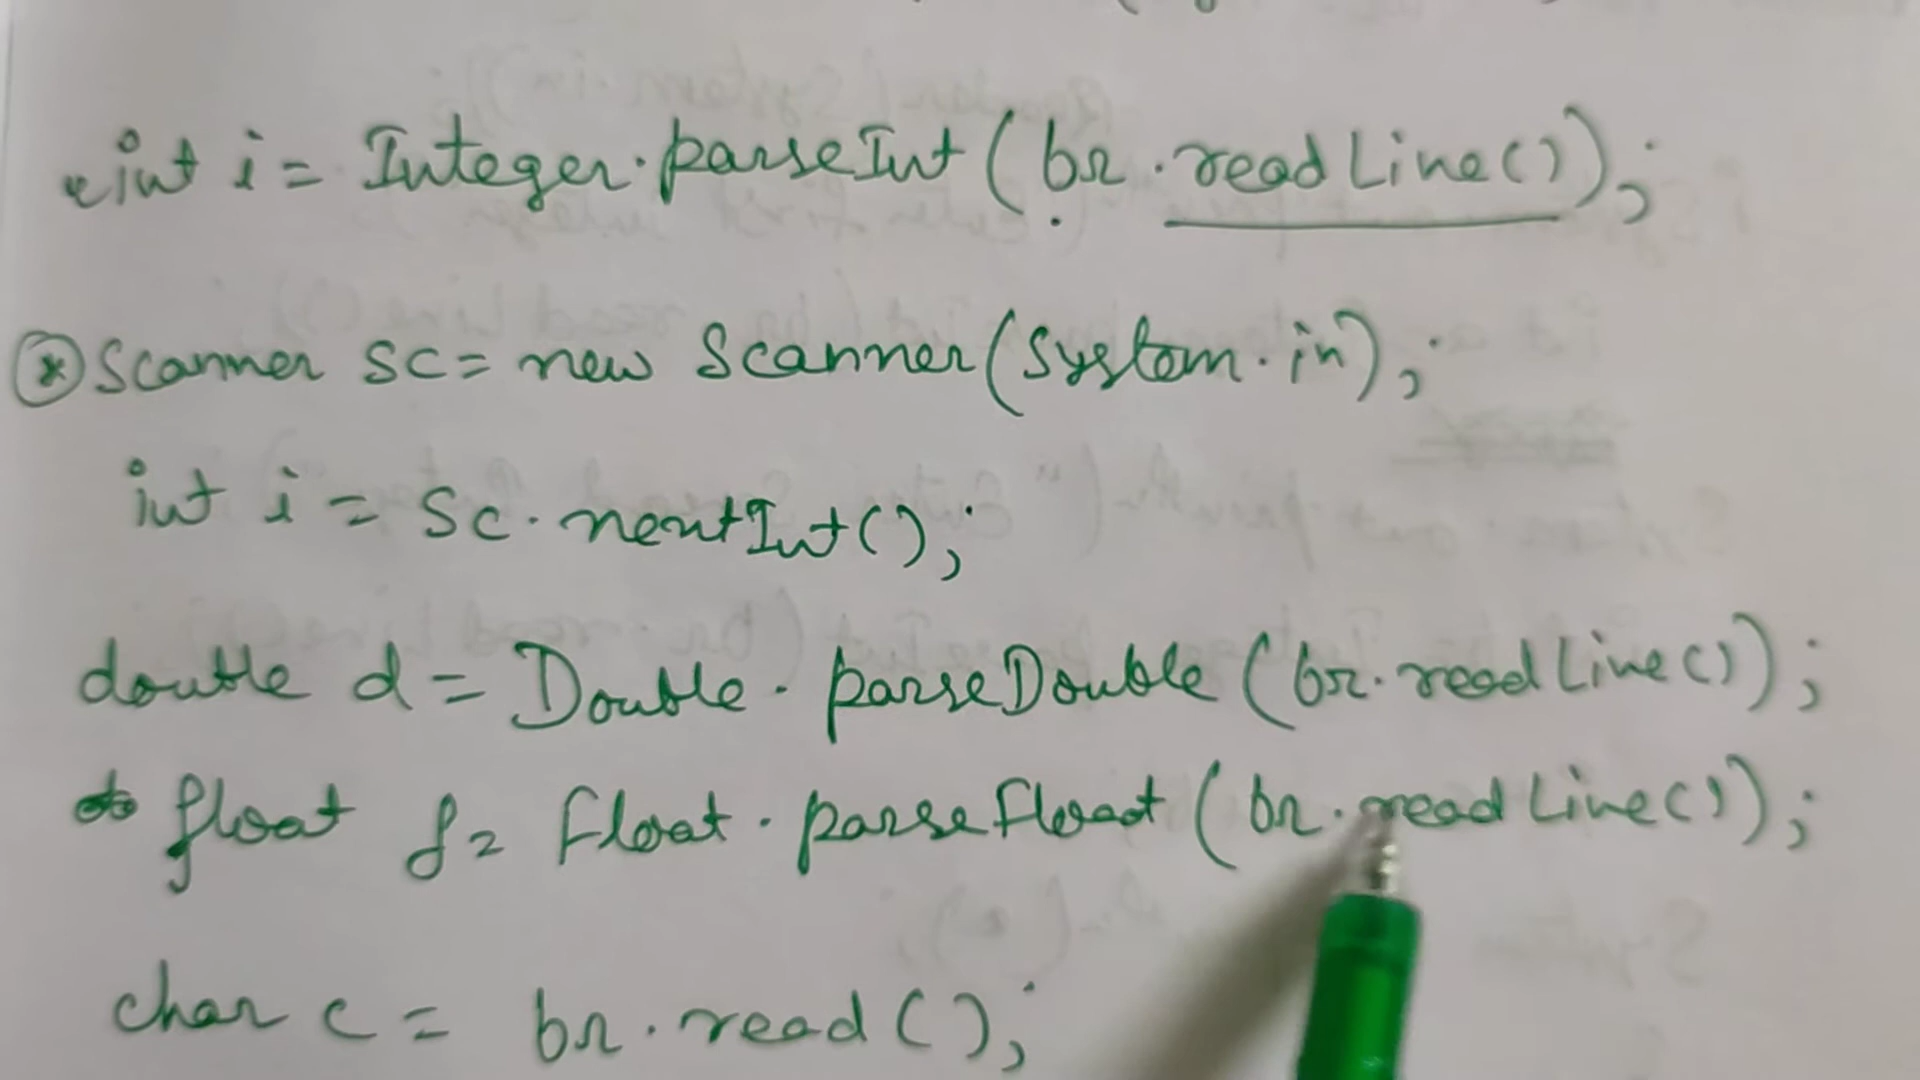 int i = Integer.parseInt(br.readLine());
* Scanner sc = new Scanner(System.in);
int i = sc.nextInt();
double d = Double.parseDouble(br.readLine());
float f = Float.parseFloat(br.readLine());
char c = br.read();